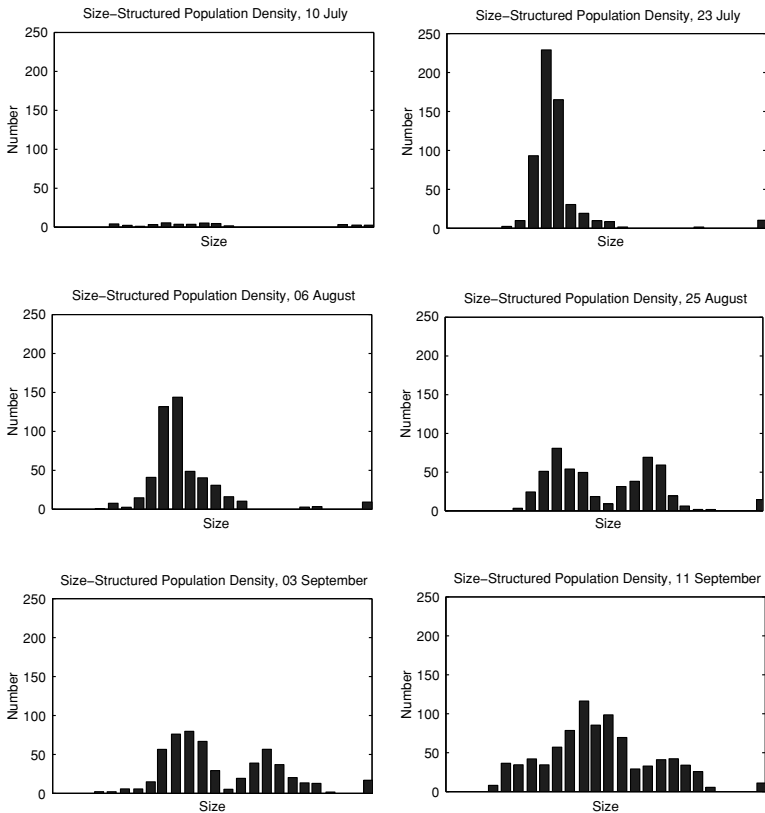 Size−Structured Population Density, 10 July
250
200
150
100
50
0
Number
Size
Size−Structured Population Density, 23 July
250
200
150
100
50
0
Number
Size
Size−Structured Population Density, 06 August
250
200
150
100
50
0
Number
Size
Size−Structured Population Density, 25 August
250
200
150
100
50
0
Number
Size
Size−Structured Population Density, 03 September
250
200
150
100
50
0
Number
Size
Size−Structured Population Density, 11 September
250
200
150
100
50
0
Number
Size